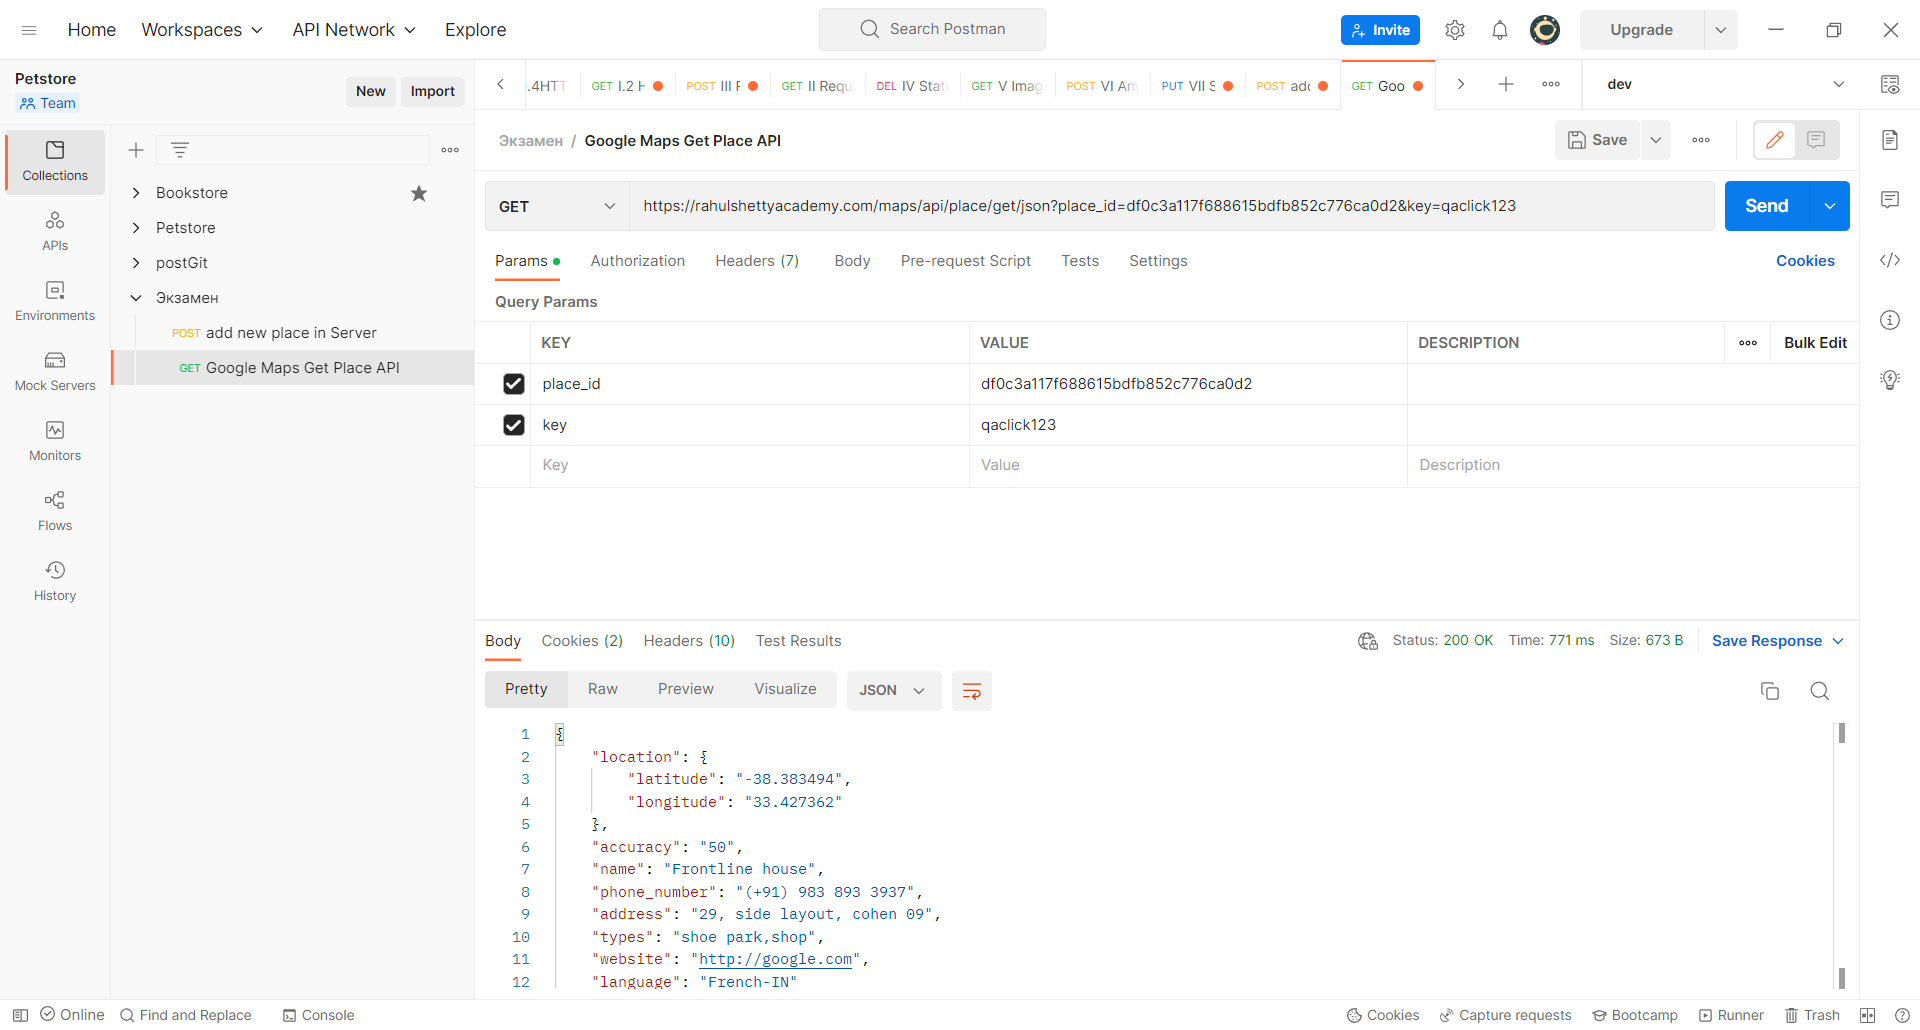 Home Workspaces API Network Explore Search Postman Invite Upgrade
Petstore
Team
New Import
.4HTT GET I.2 H POST III F GET II Requ DEL IV Stat GET V Imag POST VI An PUT VII S POST adc GET Goo dev
Collections
APIs
Environments
Mock Servers
Monitors
Flows
History
Bookstore
Petstore
postGit
Экзамен
POST add new place in Server
GET Google Maps Get Place API
Экзамен / Google Maps Get Place API Save
GET https://rahulshettyacademy.com/maps/api/place/get/json?place_id=df0c3a117f688615bdfb852c776ca0d2&key=qaclick123 Send
Params Authorization Headers (7) Body Pre-request Script Tests Settings Cookies
Query Params
KEY VALUE DESCRIPTION Bulk Edit
place_id df0c3a117f688615bdfb852c776ca0d2
key qaclick123
Key Value Description
Body Cookies (2) Headers (10) Test Results Status: 200 OK Time: 771 ms Size: 673 B Save Response
Pretty Raw Preview Visualize JSON
1 {
2 "location": {
3 "latitude": "-38.383494",
4 "longitude": "33.427362"
5 },
6 "accuracy": "50",
7 "name": "Frontline house",
8 "phone_number": "(+91) 983 893 3937",
9 "address": "29, side layout, cohen 09",
10 "types": "shoe park,shop",
11 "website": "http://google.com",
12 "language": "French-IN"
Online Find and Replace Console Cookies Capture requests Bootcamp Runner Trash